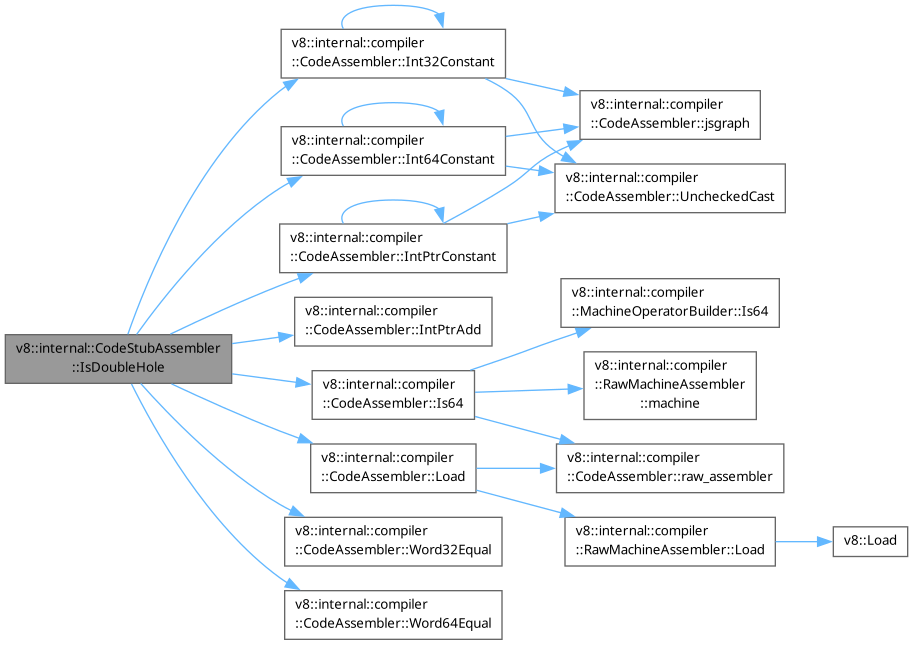 v8::internal::CodeStubAssembler
::IsDoubleHole
v8::internal::compiler
::CodeAssembler::Int32Constant
v8::internal::compiler
::CodeAssembler::Int64Constant
v8::internal::compiler
::CodeAssembler::IntPtrConstant
v8::internal::compiler
::CodeAssembler::IntPtrAdd
v8::internal::compiler
::CodeAssembler::Is64
v8::internal::compiler
::CodeAssembler::Load
v8::internal::compiler
::CodeAssembler::Word32Equal
v8::internal::compiler
::CodeAssembler::Word64Equal
v8::internal::compiler
::CodeAssembler::jsgraph
v8::internal::compiler
::CodeAssembler::UncheckedCast
v8::internal::compiler
::MachineOperatorBuilder::Is64
v8::internal::compiler
::RawMachineAssembler
::machine
v8::internal::compiler
::CodeAssembler::raw_assembler
v8::internal::compiler
::RawMachineAssembler::Load
v8::Load